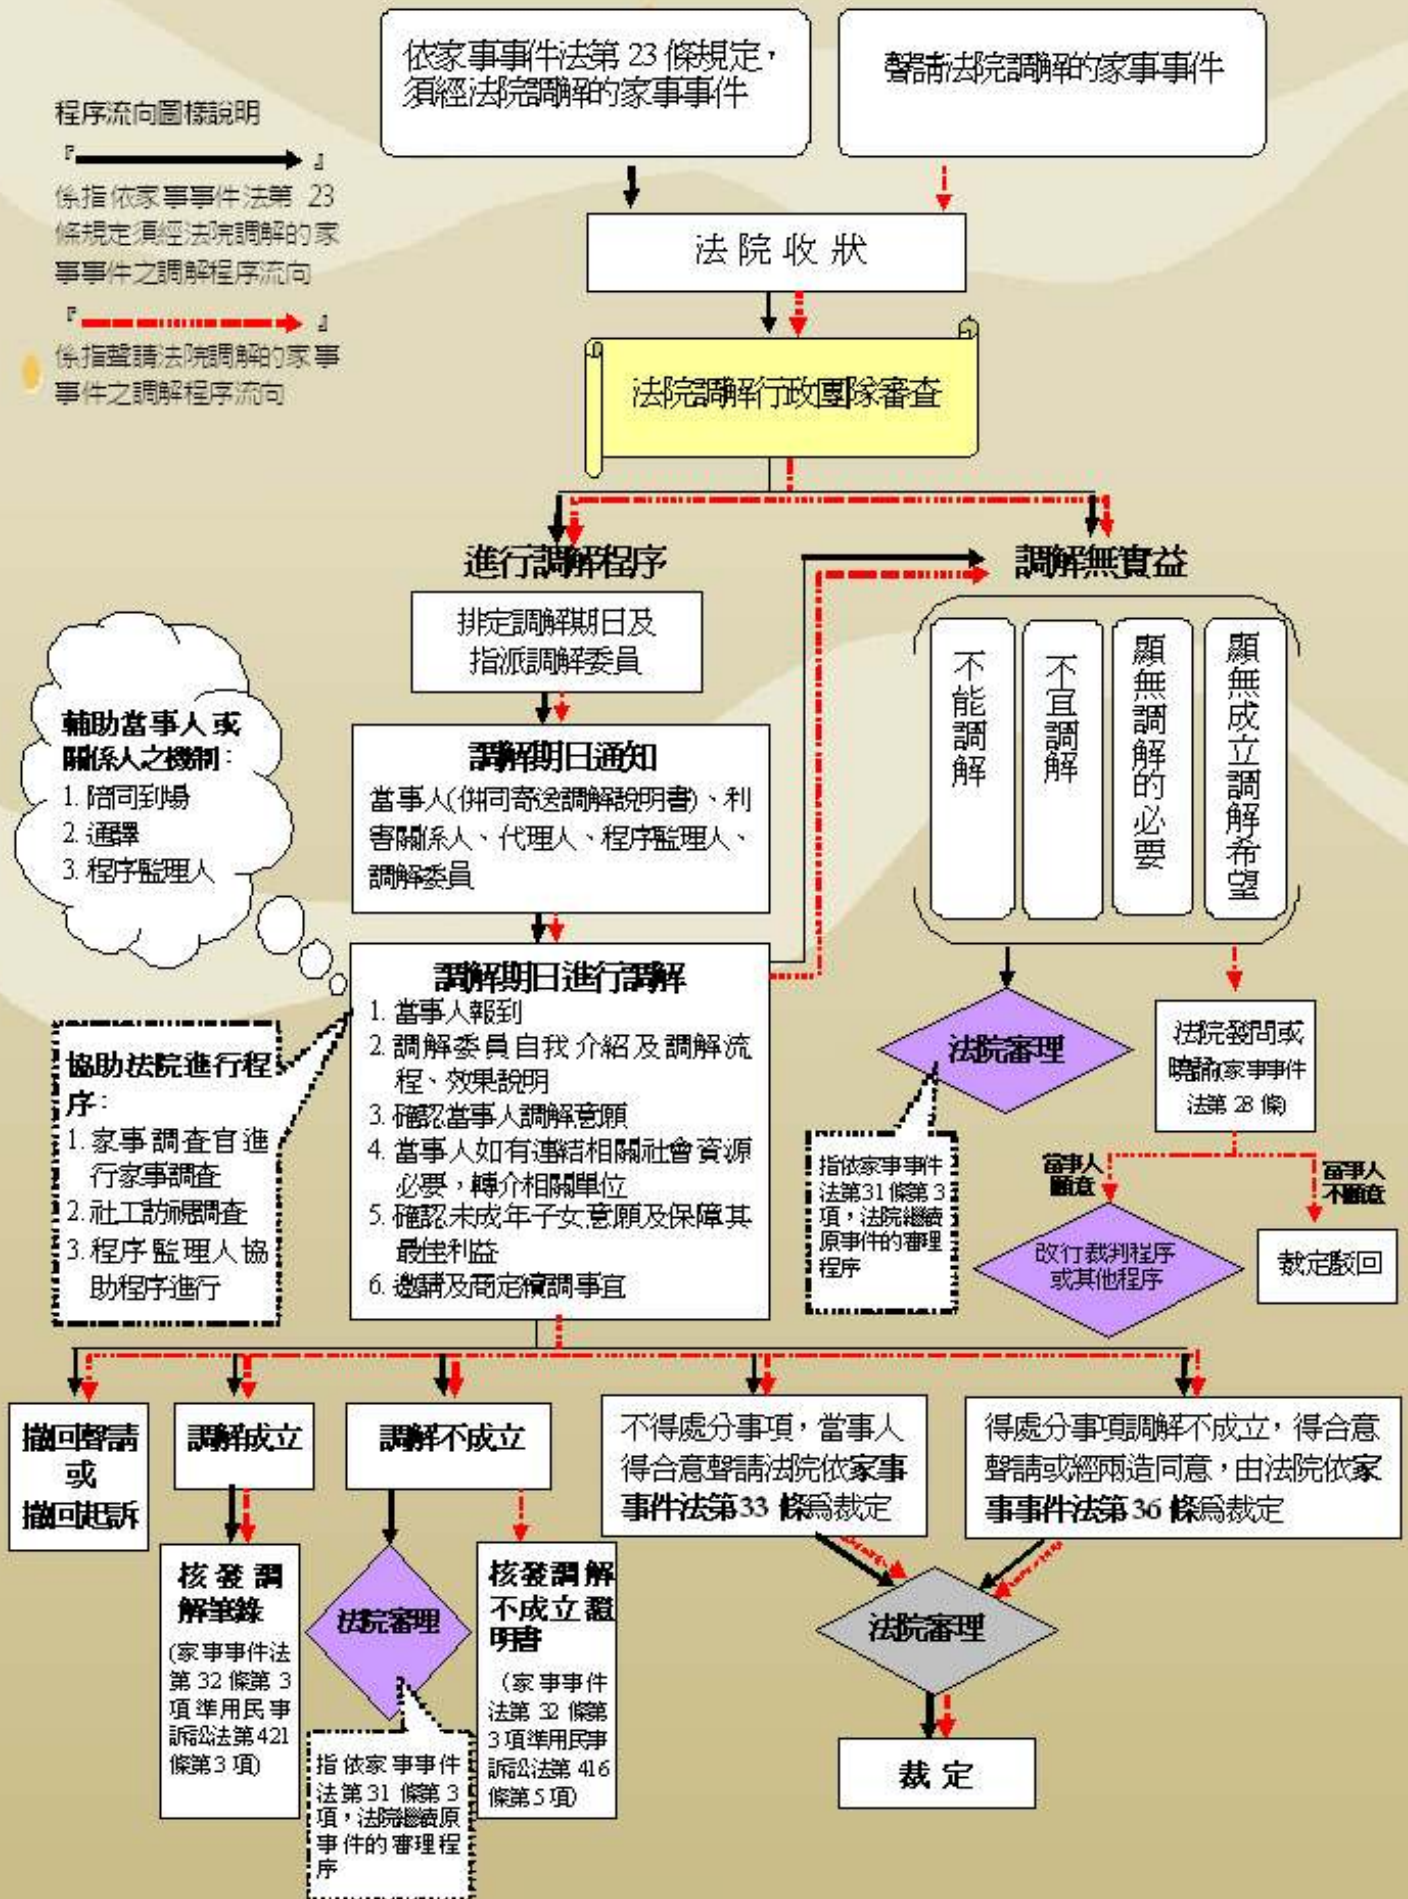 依家事事件法第 23 條規定，
須經法院調解的家事事件
聲請法院調解的家事事件
程序流向圖樣說明
『 』
係指依家事事件法第 23
條規定須經法院調解的家
事事件之調解程序流向
『 』
係指聲請法院調解的家事
事件之調解程序流向
法院收狀
法院調解行政團隊審查
進行調解程序
調解無實益
排定調解期日及
指派調解委員
不能調解
不宜調解
顯無調解的必要
顯無成立調解希望
輔助當事人或
關係人之機制：
1. 陪同到場
2. 通譯
3. 程序監理人
調解期日通知
當事人(併同寄送調解說明書)、利
害關係人、代理人、程序監理人、
調解委員
調解期日進行調解
1. 當事人報到
2. 調解委員自我介紹及調解流
程、效果說明
3. 確認當事人調解意願
4. 當事人如有連結相關社會資源
必要，轉介相關單位
5. 確認未成年子女意願及保障其
最佳利益
6. 邀請及商定續調事宜
協助法院進行程
序：
1. 家事調查官進
行家事調查
2. 社工訪視調查
3. 程序監理人協
助程序進行
法院審理
法院發問或
曉諭(家事事件
法第 28 條)
指依家事事件
法第31 條第 3
項，法院繼續
原事件的審理
程序
當事人
願意
當事人
不願意
改行裁判程序
或其他程序
裁定駁回
撤回聲請
或
撤回起訴
調解成立
調解不成立
不得處分事項，當事人
得合意聲請法院依家事
事件法第 33 條為裁定
得處分事項調解不成立，得合意
聲請或經兩造同意，由法院依家
事事件法第 36 條為裁定
核發調
解筆錄
(家事事件法
第 32 條第 3
項準用民事
訴訟法第 421
條第 3 項)
法院審理
指依家事事件
法第 31 條第 3
項，法院繼續原
事件的審理程
序
核發調解
不成立證
明書
（家事事件
法第 32 條第
3 項準用民事
訴訟法第 416
條第 5 項)
法院審理
裁定